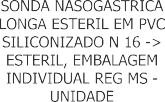 SONDA NASOGASTRICA
LONGA ESTERIL EM PVC
SILICONIZADO N 16 ->
ESTERIL, EMBALAGEM
INDIVIDUAL REG MS -
UNIDADE